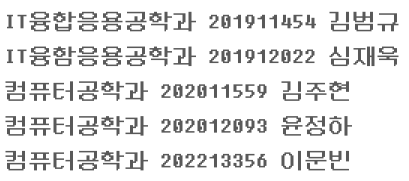 IT융합응용공학과 201911454 김범규
IT융합응용공학과 201912022 심재욱
컴퓨터공학과 202011559 김주현
컴퓨터공학과 202012093 윤정하
컴퓨터공학과 202213356 이문빈